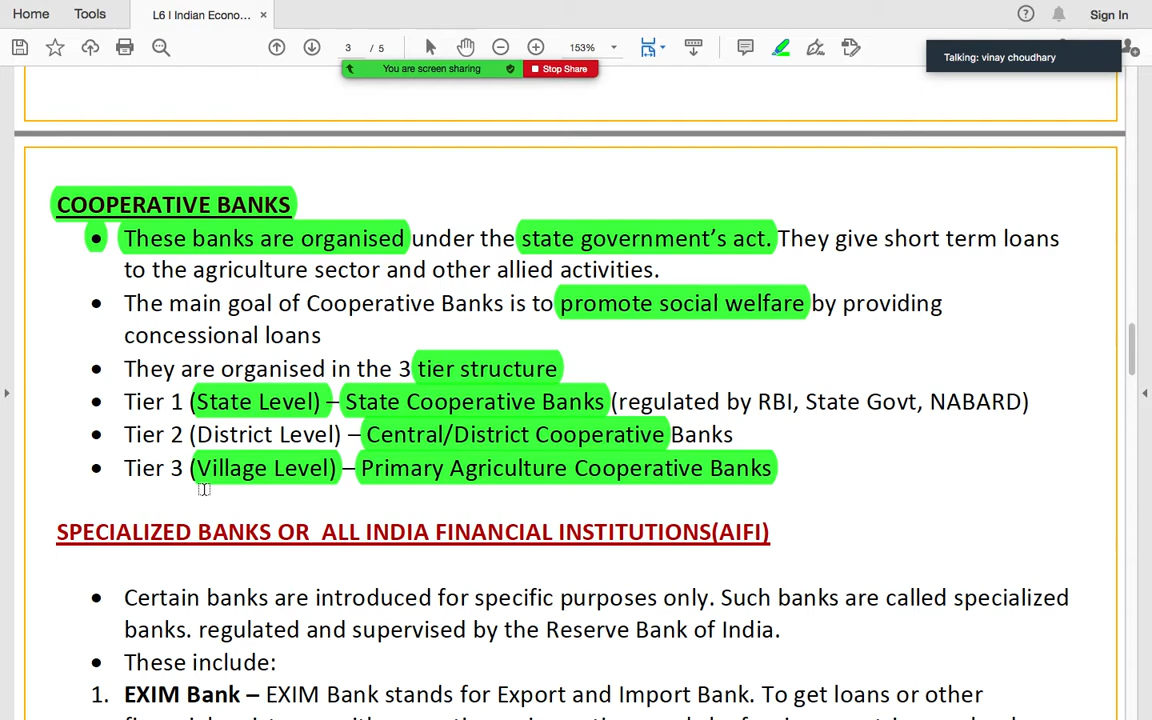 Home
Tools
L6 I Indian Econo...
×
Sign In
3 / 5
153%
You are screen sharing
Stop Share
Talking: vinay choudhary
COOPERATIVE BANKS
• These banks are organised under the state government's act. They give short term loans
to the agriculture sector and other allied activities.
• The main goal of Cooperative Banks is to promote social welfare by providing
concessional loans
• They are organised in the 3 tier structure
• Tier 1 (State Level) – State Cooperative Banks (regulated by RBI, State Govt, NABARD)
• Tier 2 (District Level) – Central/District Cooperative Banks
• Tier 3 (Village Level) – Primary Agriculture Cooperative Banks
SPECIALIZED BANKS OR ALL INDIA FINANCIAL INSTITUTIONS(AIFI)
• Certain banks are introduced for specific purposes only. Such banks are called specialized
banks. regulated and supervised by the Reserve Bank of India.
• These include:
1. EXIM Bank – EXIM Bank stands for Export and Import Bank. To get loans or other